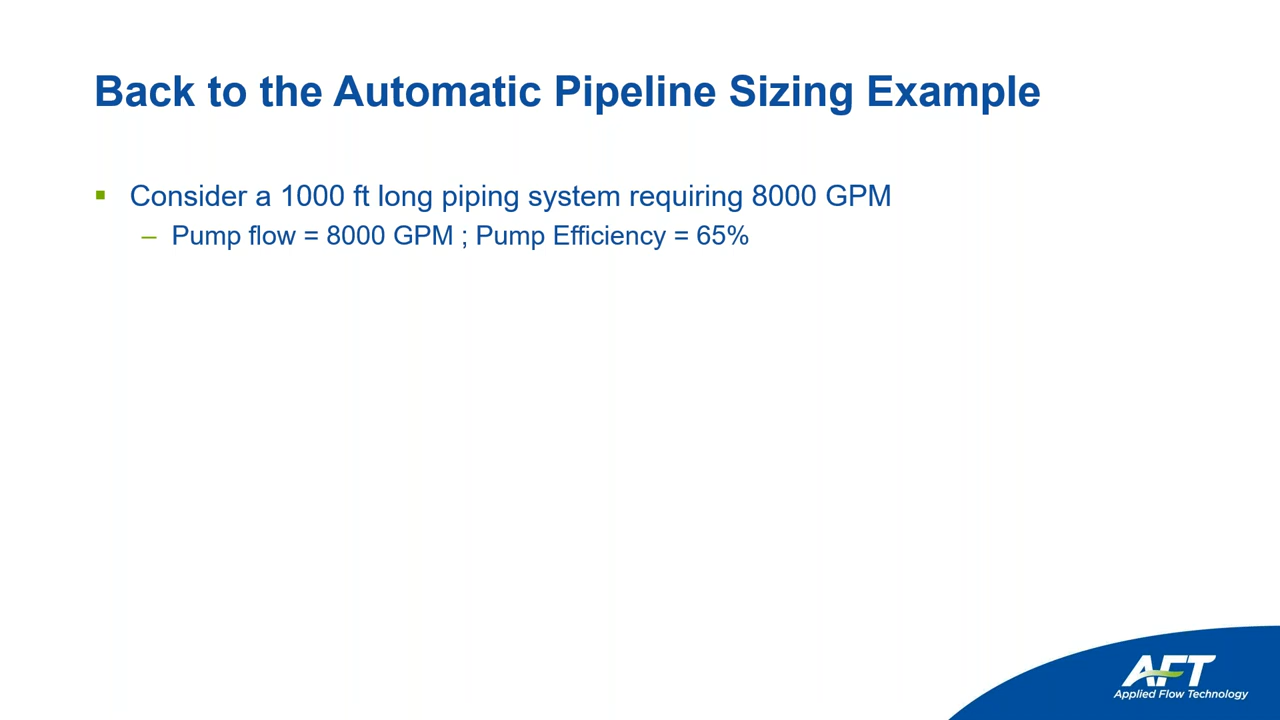 Back to the Automatic Pipeline Sizing Example
▪ Consider a 1000 ft long piping system requiring 8000 GPM
– Pump flow = 8000 GPM ; Pump Efficiency = 65%
AFT
Applied Flow Technology